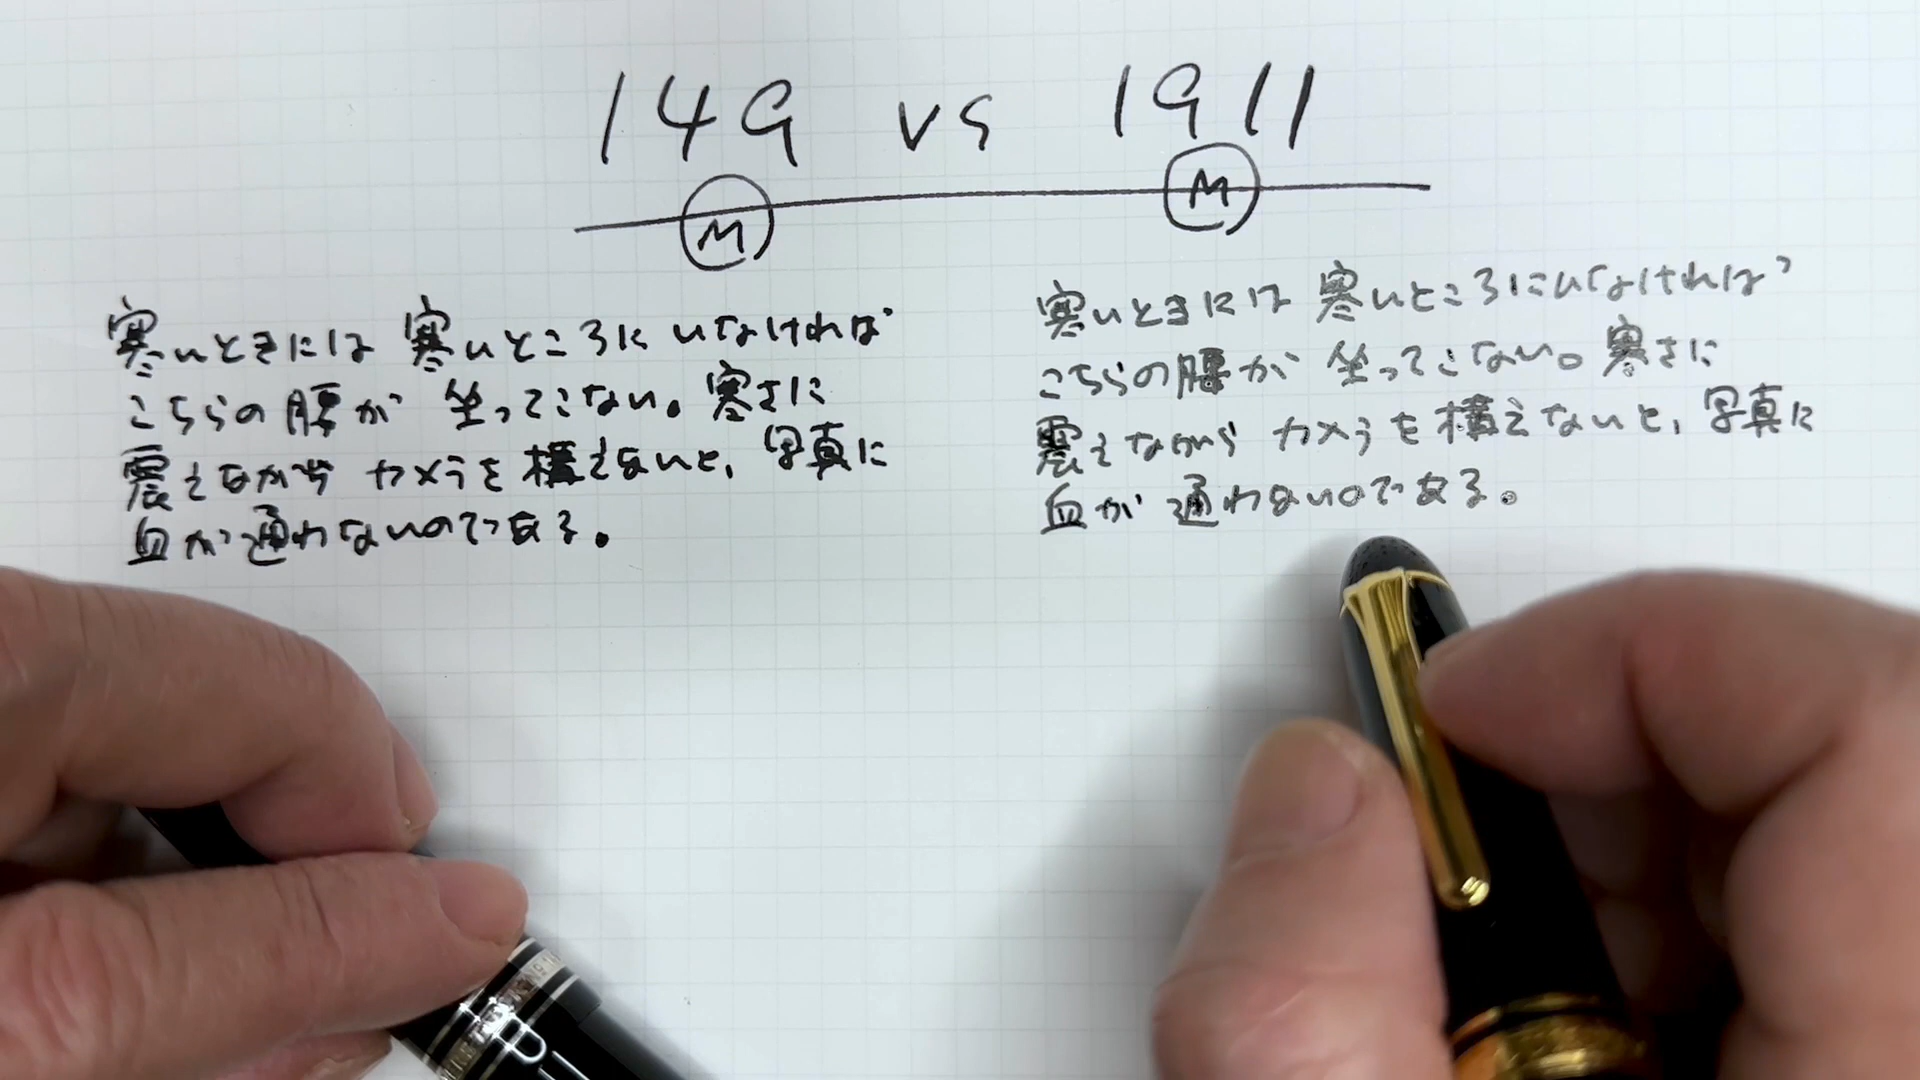 149 vs 1911
M
M
寒いときには寒いところにいなければ
こちらの腰が坐ってこない。寒さに
震えながらカメラを構えないと、写真に
血が通わないのである。
寒いときには寒いところにいなければ
こちらの腰が坐ってこない。寒さに
震えながらカメラを構えないと、写真に
血が通わないのである。